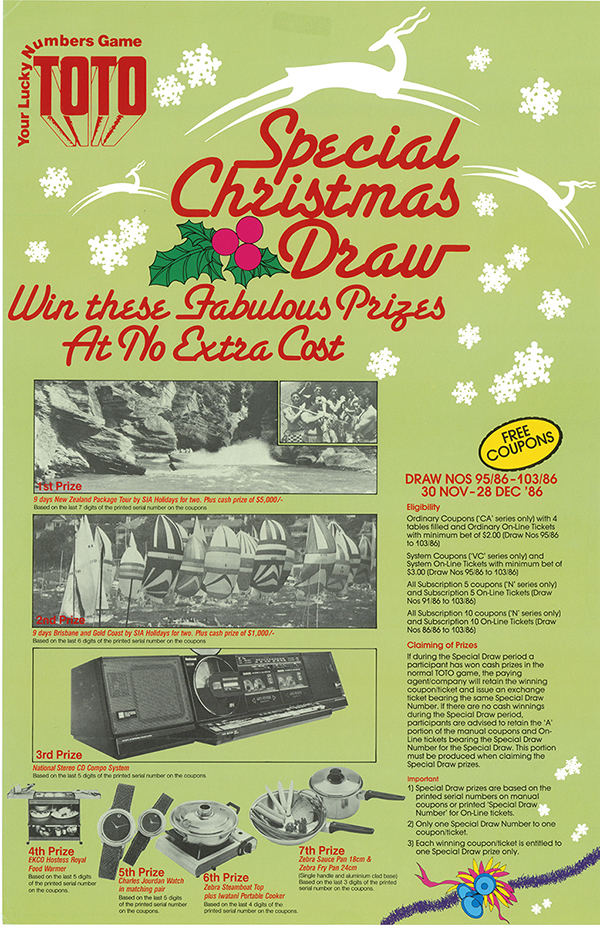 Your Lucky Numbers Game
TOTO
Special
Christmas
Draw
Win these Fabulous Prizes
At No Extra Cost
1st Prize
9 days New Zealand Package Tour by SIA Holidays for two. Plus cash prize of $5,000/-
Based on the last 7 digits of the printed serial number on the coupons
2nd Prize
9 days Brisbane and Gold Coast by SIA Holidays for two. Plus cash prize of $1,000/-
Based on the last 6 digits of the printed serial number on the coupons
National
3rd Prize
National Stereo CD Compo System
Based on the last 5 digits of the printed serial number on the coupons
4th Prize
EKCO Hostess Royal
Food Warmer
Based on the last 5 digits
of the printed serial number
on the coupons.
5th Prize
Charles Jourdan Watch
in matching pair
Based on the last 5 digits
of the printed serial number
on the coupons.
6th Prize
Zebra Steamboat Top
plus Iwatani Portable Cooker
Based on the last 4 digits of the
printed serial number on the coupons.
7th Prize
Zebra Sauce Pan 18cm &
Zebra Fry Pan 24cm
(Single handle and aluminium clad base)
Based on the last 3 digits of the printed
serial number on the coupons.
FREE
COUPONS
DRAW NOS 95/86-103/86
30 NOV-28 DEC '86
Eligibility
Ordinary Coupons ('CA' series only) with 4
tables filled and Ordinary On-Line Tickets
with minimum bet of $2.00 (Draw Nos 95/86
to 103/86)
System Coupons ('VC' series only) and
System On-Line Tickets with minimum bet of
$3.00 (Draw Nos 95/86 to 103/86)
All Subscription 5 coupons ('N' series only)
and Subscription 5 On-Line Tickets (Draw
Nos 91/86 to 103/86)
All Subscription 10 coupons ('N' series only)
and Subscription 10 On-Line Tickets (Draw
Nos 86/86 to 103/86)
Claiming of Prizes
If during the Special Draw period a
participant has won cash prizes in the
normal TOTO game, the paying
agent/company will retain the winning
coupon/ticket and issue an exchange
ticket bearing the same Special Draw
Number. If there are no cash winnings
during the Special Draw period,
participants are advised to retain the 'A'
portion of the manual coupons and On-
Line tickets bearing the Special Draw
Number for the Special Draw. This portion
must be produced when claiming the
Special Draw prizes.
Important
1) Special Draw prizes are based on the
printed serial numbers on manual
coupons or printed 'Special Draw
Number' for On-Line tickets.
2) Only one Special Draw Number to one
coupon/ticket.
3) Each winning coupon/ticket is entitled to
one Special Draw prize only.